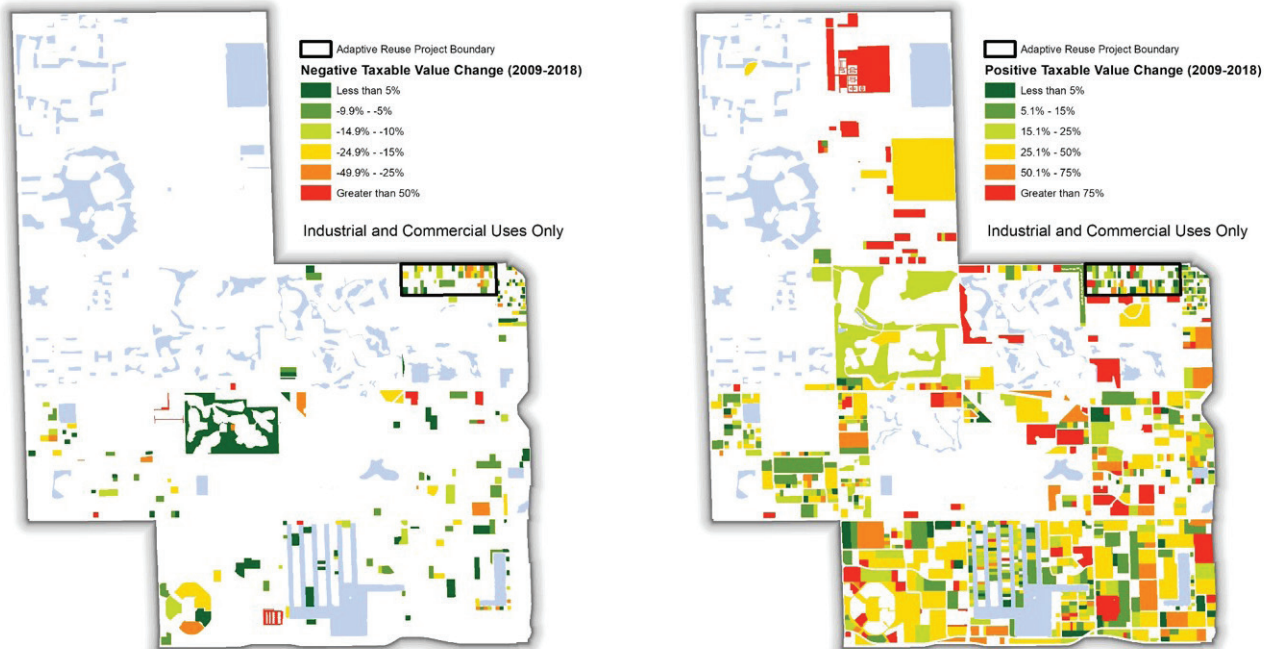 Adaptive Reuse Project Boundary
Negative Taxable Value Change (2009-2018)
Less than 5%
-9.9% - -5%
-14.9% - -10%
-24.9% - -15%
-49.9% - -25%
Greater than 50%
Industrial and Commercial Uses Only
Adaptive Reuse Project Boundary
Positive Taxable Value Change (2009-2018)
Less than 5%
5.1% - 15%
15.1% - 25%
25.1% - 50%
50.1% - 75%
Greater than 75%
Industrial and Commercial Uses Only